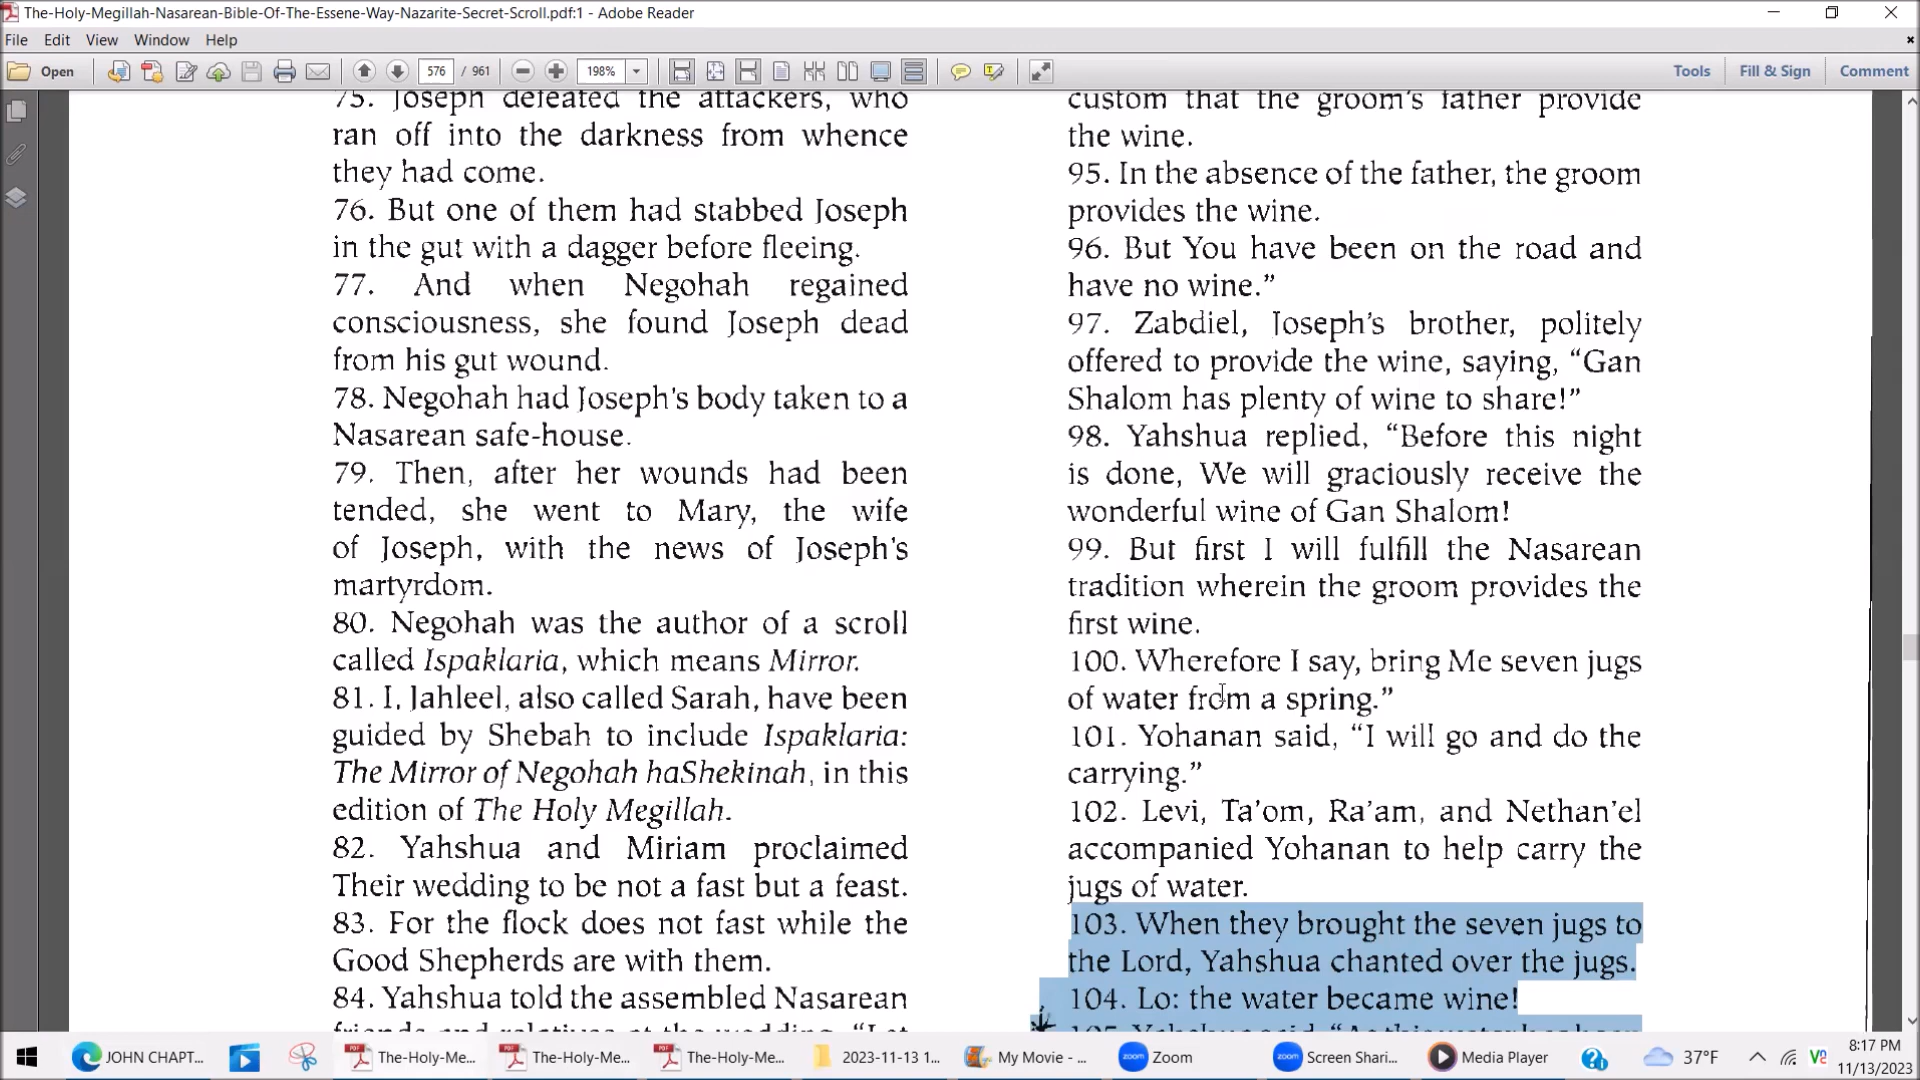 The-Holy-Megillah-Nasarean-Bible-Of-The-Essene-Way-Nazarite-Secret-Scroll.pdf:1 - Adobe Reader
File Edit View Window Help
Open 576 / 961 198% Tools Fill & Sign Comment
75. Joseph defeated the attackers, who
ran off into the darkness from whence
they had come.
76. But one of them had stabbed Joseph
in the gut with a dagger before fleeing.
77. And when Negohah regained
consciousness, she found Joseph dead
from his gut wound.
78. Negohah had Joseph's body taken to a
Nasarean safe-house.
79. Then, after her wounds had been
tended, she went to Mary, the wife
of Joseph, with the news of Joseph's
martyrdom.
80. Negohah was the author of a scroll
called Ispaklaria, which means Mirror.
81. I, Jahleel, also called Sarah, have been
guided by Shebah to include Ispaklaria:
The Mirror of Negohah haShekinah, in this
edition of The Holy Megillah.
82. Yahshua and Miriam proclaimed
Their wedding to be not a fast but a feast.
83. For the flock does not fast while the
Good Shepherds are with them.
84. Yahshua told the assembled Nasarean
friends and relatives at the wedding, “Let
custom that the groom's father provide
the wine.
95. In the absence of the father, the groom
provides the wine.
96. But You have been on the road and
have no wine.”
97. Zabdiel, Joseph's brother, politely
offered to provide the wine, saying, “Gan
Shalom has plenty of wine to share!”
98. Yahshua replied, “Before this night
is done, We will graciously receive the
wonderful wine of Gan Shalom!
99. But first I will fulfill the Nasarean
tradition wherein the groom provides the
first wine.
100. Wherefore I say, bring Me seven jugs
of water from a spring.”
101. Yohanan said, “I will go and do the
carrying.”
102. Levi, Ta'om, Ra'am, and Nethan'el
accompanied Yohanan to help carry the
jugs of water.
103. When they brought the seven jugs to
the Lord, Yahshua chanted over the jugs.
104. Lo: the water became wine!
105. Yahshua said, “As this water has been
JOHN CHAPT... The-Holy-Me... The-Holy-Me... The-Holy-Me... 2023-11-13 1... My Movie - ... zoom Zoom zoom Screen Shari... Media Player 37°F 8:17 PM
11/13/2023